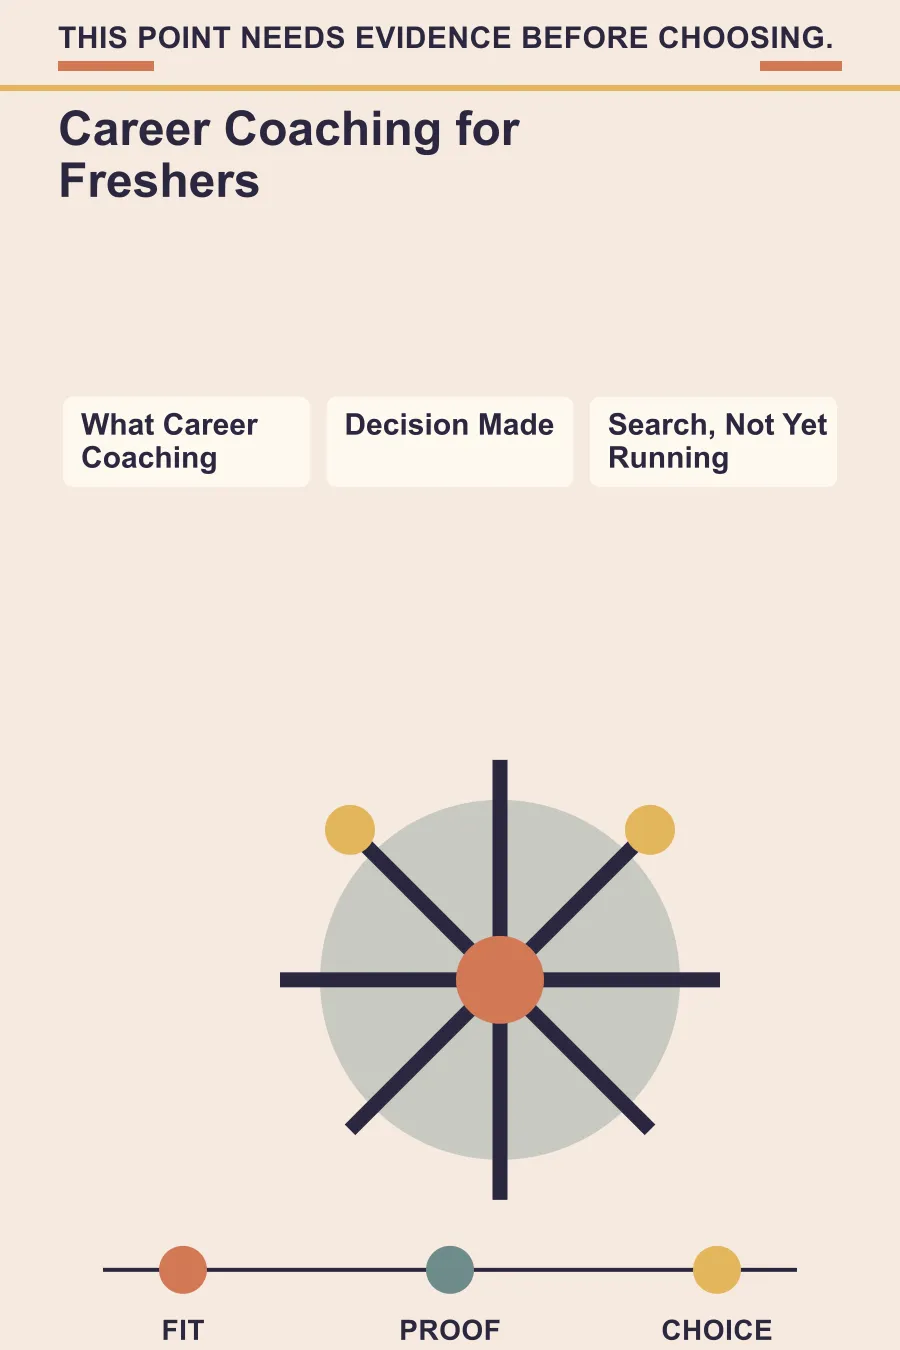 THIS POINT NEEDS EVIDENCE BEFORE CHOOSING.
Career Coaching for
Freshers
What Career
Coaching
Decision Made
Search, Not Yet
Running
FIT
PROOF
CHOICE